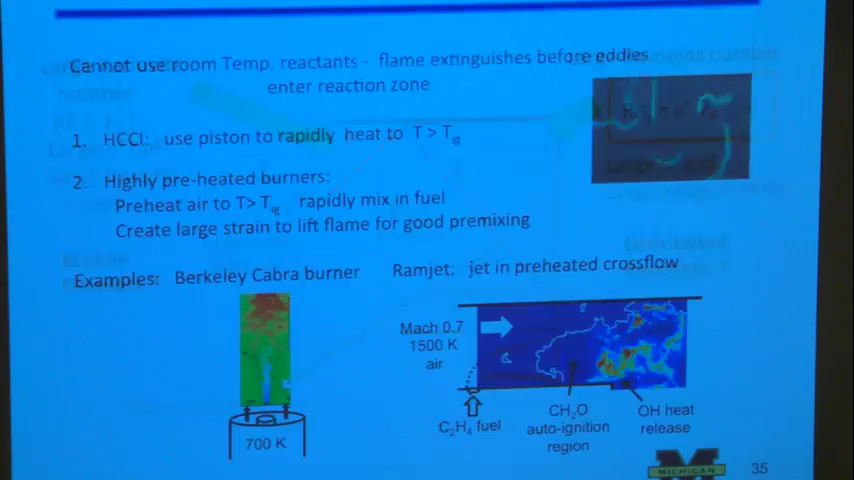 Cannot use room Temp. reactants - flame extinguishes before eddies
enter reaction zone
1. HCCI: use piston to rapidly heat to T > Tig
2. Highly pre-heated burners:
Preheat air to T> Tig rapidly mix in fuel
Create large strain to lift flame for good premixing
Examples: Berkeley Cabra burner Ramjet: jet in preheated crossflow
Mach 0.7
1500 K
air
C2H4 fuel
CH2O
auto-ignition
region
OH heat
release
700 K
MICHIGAN
35
number
Large